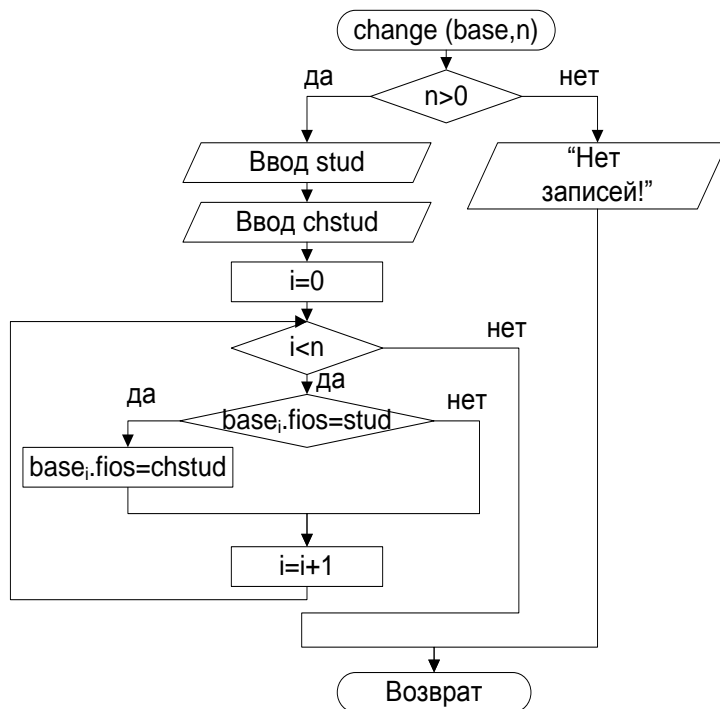 change (base,n)
да
нет
n>0
Ввод stud
“Нет
записей!”
Ввод chstud
i=0
нет
i<n
да
да
нет
baseᵢ.fios=stud
baseᵢ.fios=chstud
i=i+1
Возврат